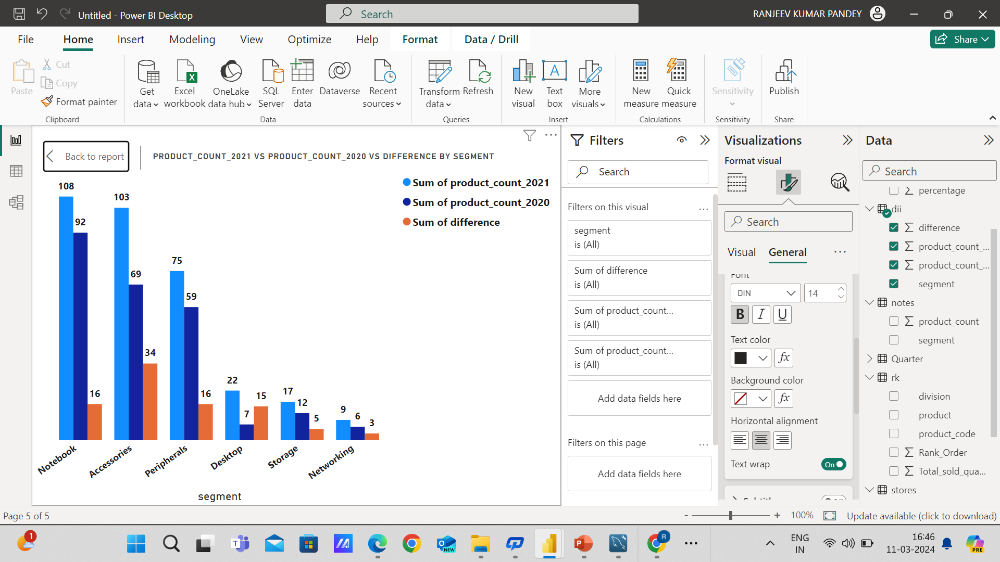 Untitled - Power BI Desktop
Search
RANJEEV KUMAR PANDEY
File Home Insert Modeling View Optimize Help Format Data / Drill
Share
Paste
Cut
Copy
Format painter
Clipboard
Get data
Excel workbook
OneLake data hub
SQL Server
Enter data
Dataverse
Recent sources
Data
Transform data
Refresh
Queries
New visual
Text box
More visuals
Insert
New measure
Quick measure
Calculations
Sensitivity
Sensitivity
Publish
Share
Back to report
PRODUCT_COUNT_2021 VS PRODUCT_COUNT_2020 VS DIFFERENCE BY SEGMENT
Sum of product_count_2021
Sum of product_count_2020
Sum of difference
108
92
16
103
69
34
75
59
16
22
7
15
17
12
5
9
6
3
Notebook
Accessories
Peripherals
Desktop
Storage
Networking
segment
Filters
Search
Filters on this visual
...
segment
is (All)
Sum of difference
is (All)
Sum of product_count...
is (All)
Sum of product_count...
is (All)
Add data fields here
Filters on this page
...
Add data fields here
Visualizations
Format visual
Search
Visual General ...
Font
DIN
14
B I U
Text color
fx
Background color
fx
Horizontal alignment
Text wrap
On
Data
Search
percentage
dii
difference
product_count_...
product_count_...
segment
notes
product_count
segment
Quarter
rk
division
product
product_code
Rank_Order
Total_sold_qua...
stores
Page 5 of 5
- + 100%
Update available (click to download)
1
T
NEW
P
R
ENG
IN
16:46
11-03-2024
PRE